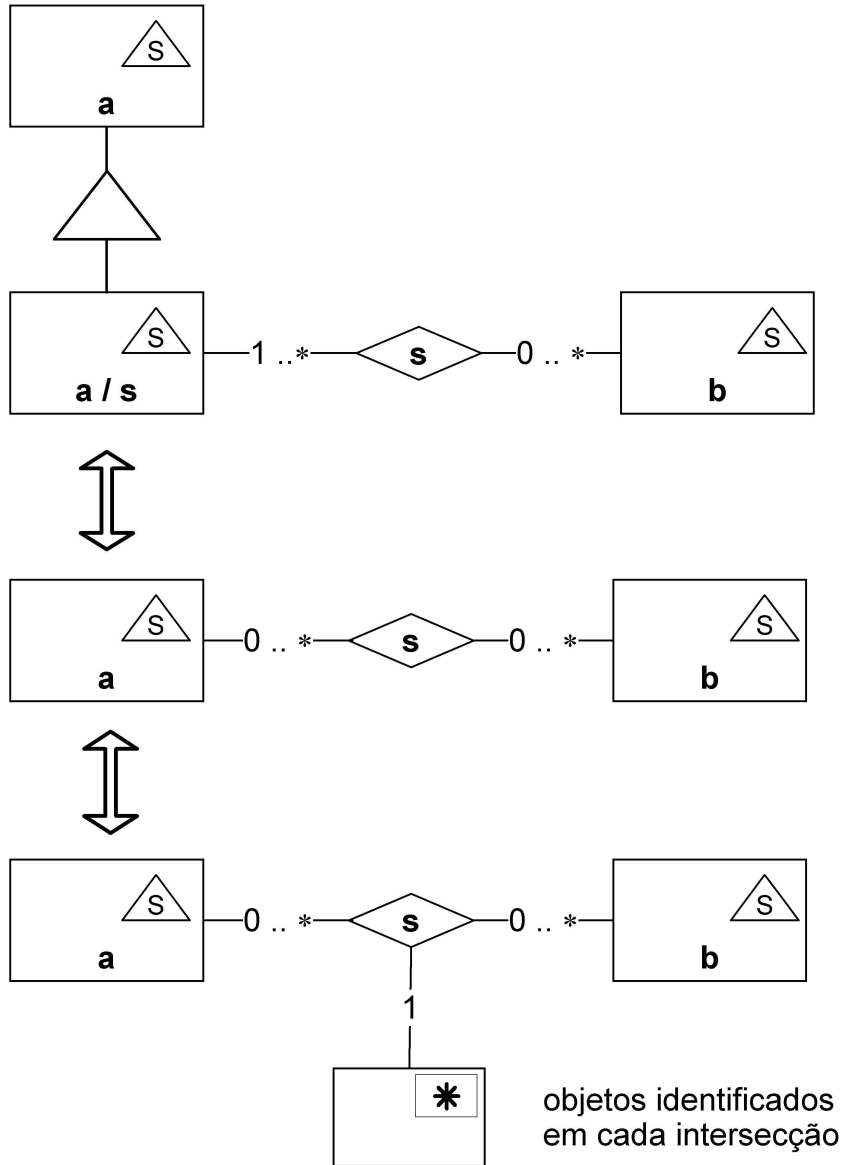 S
a
S
a / s
1 ..*
s
0 .. *
S
b
S
a
0 .. *
s
0 .. *
S
b
S
a
0 .. *
s
0 .. *
S
b
1
*
objetos identificados
em cada intersecção